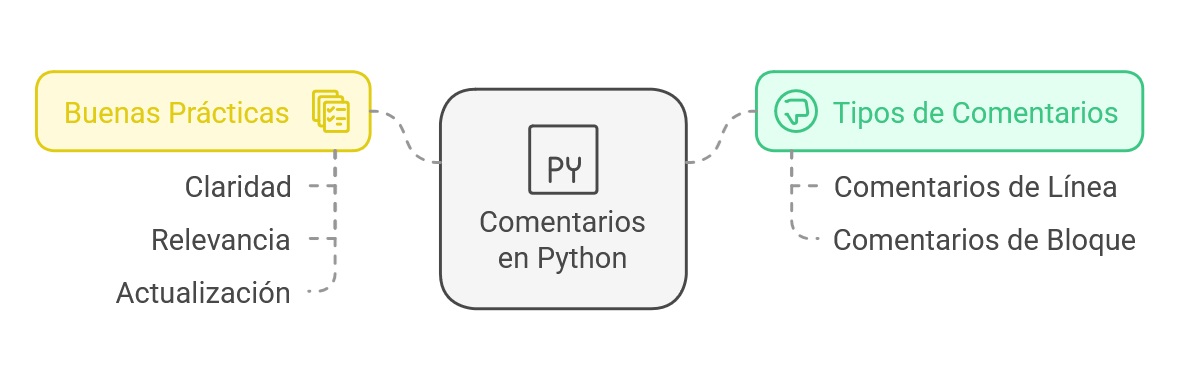 Buenas Prácticas
Claridad
Relevancia
Actualización
PY
Comentarios
en Python
Tipos de Comentarios
Comentarios de Línea
Comentarios de Bloque